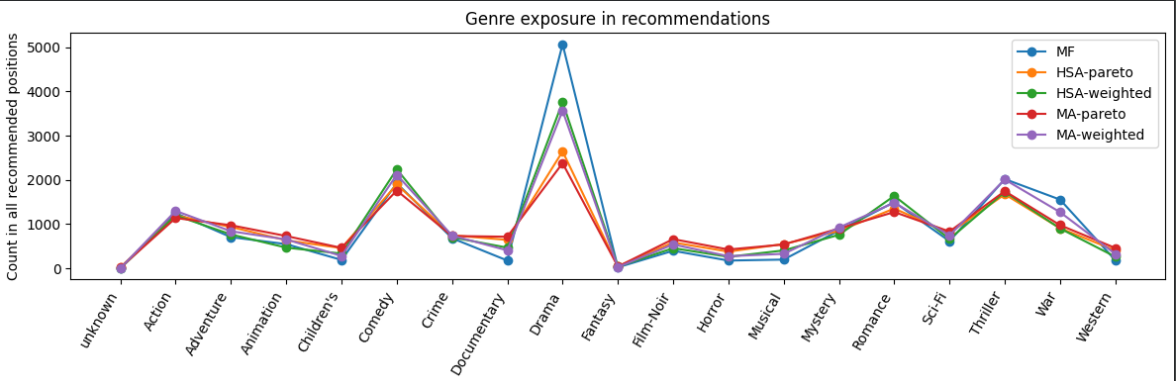 Genre exposure in recommendations
Count in all recommended positions
5000
4000
3000
2000
1000
0
MF
HSA-pareto
HSA-weighted
MA-pareto
MA-weighted
unknown
Action
Adventure
Animation
Children's
Comedy
Crime
Documentary
Drama
Fantasy
Film-Noir
Horror
Musical
Mystery
Romance
Sci-Fi
Thriller
War
Western